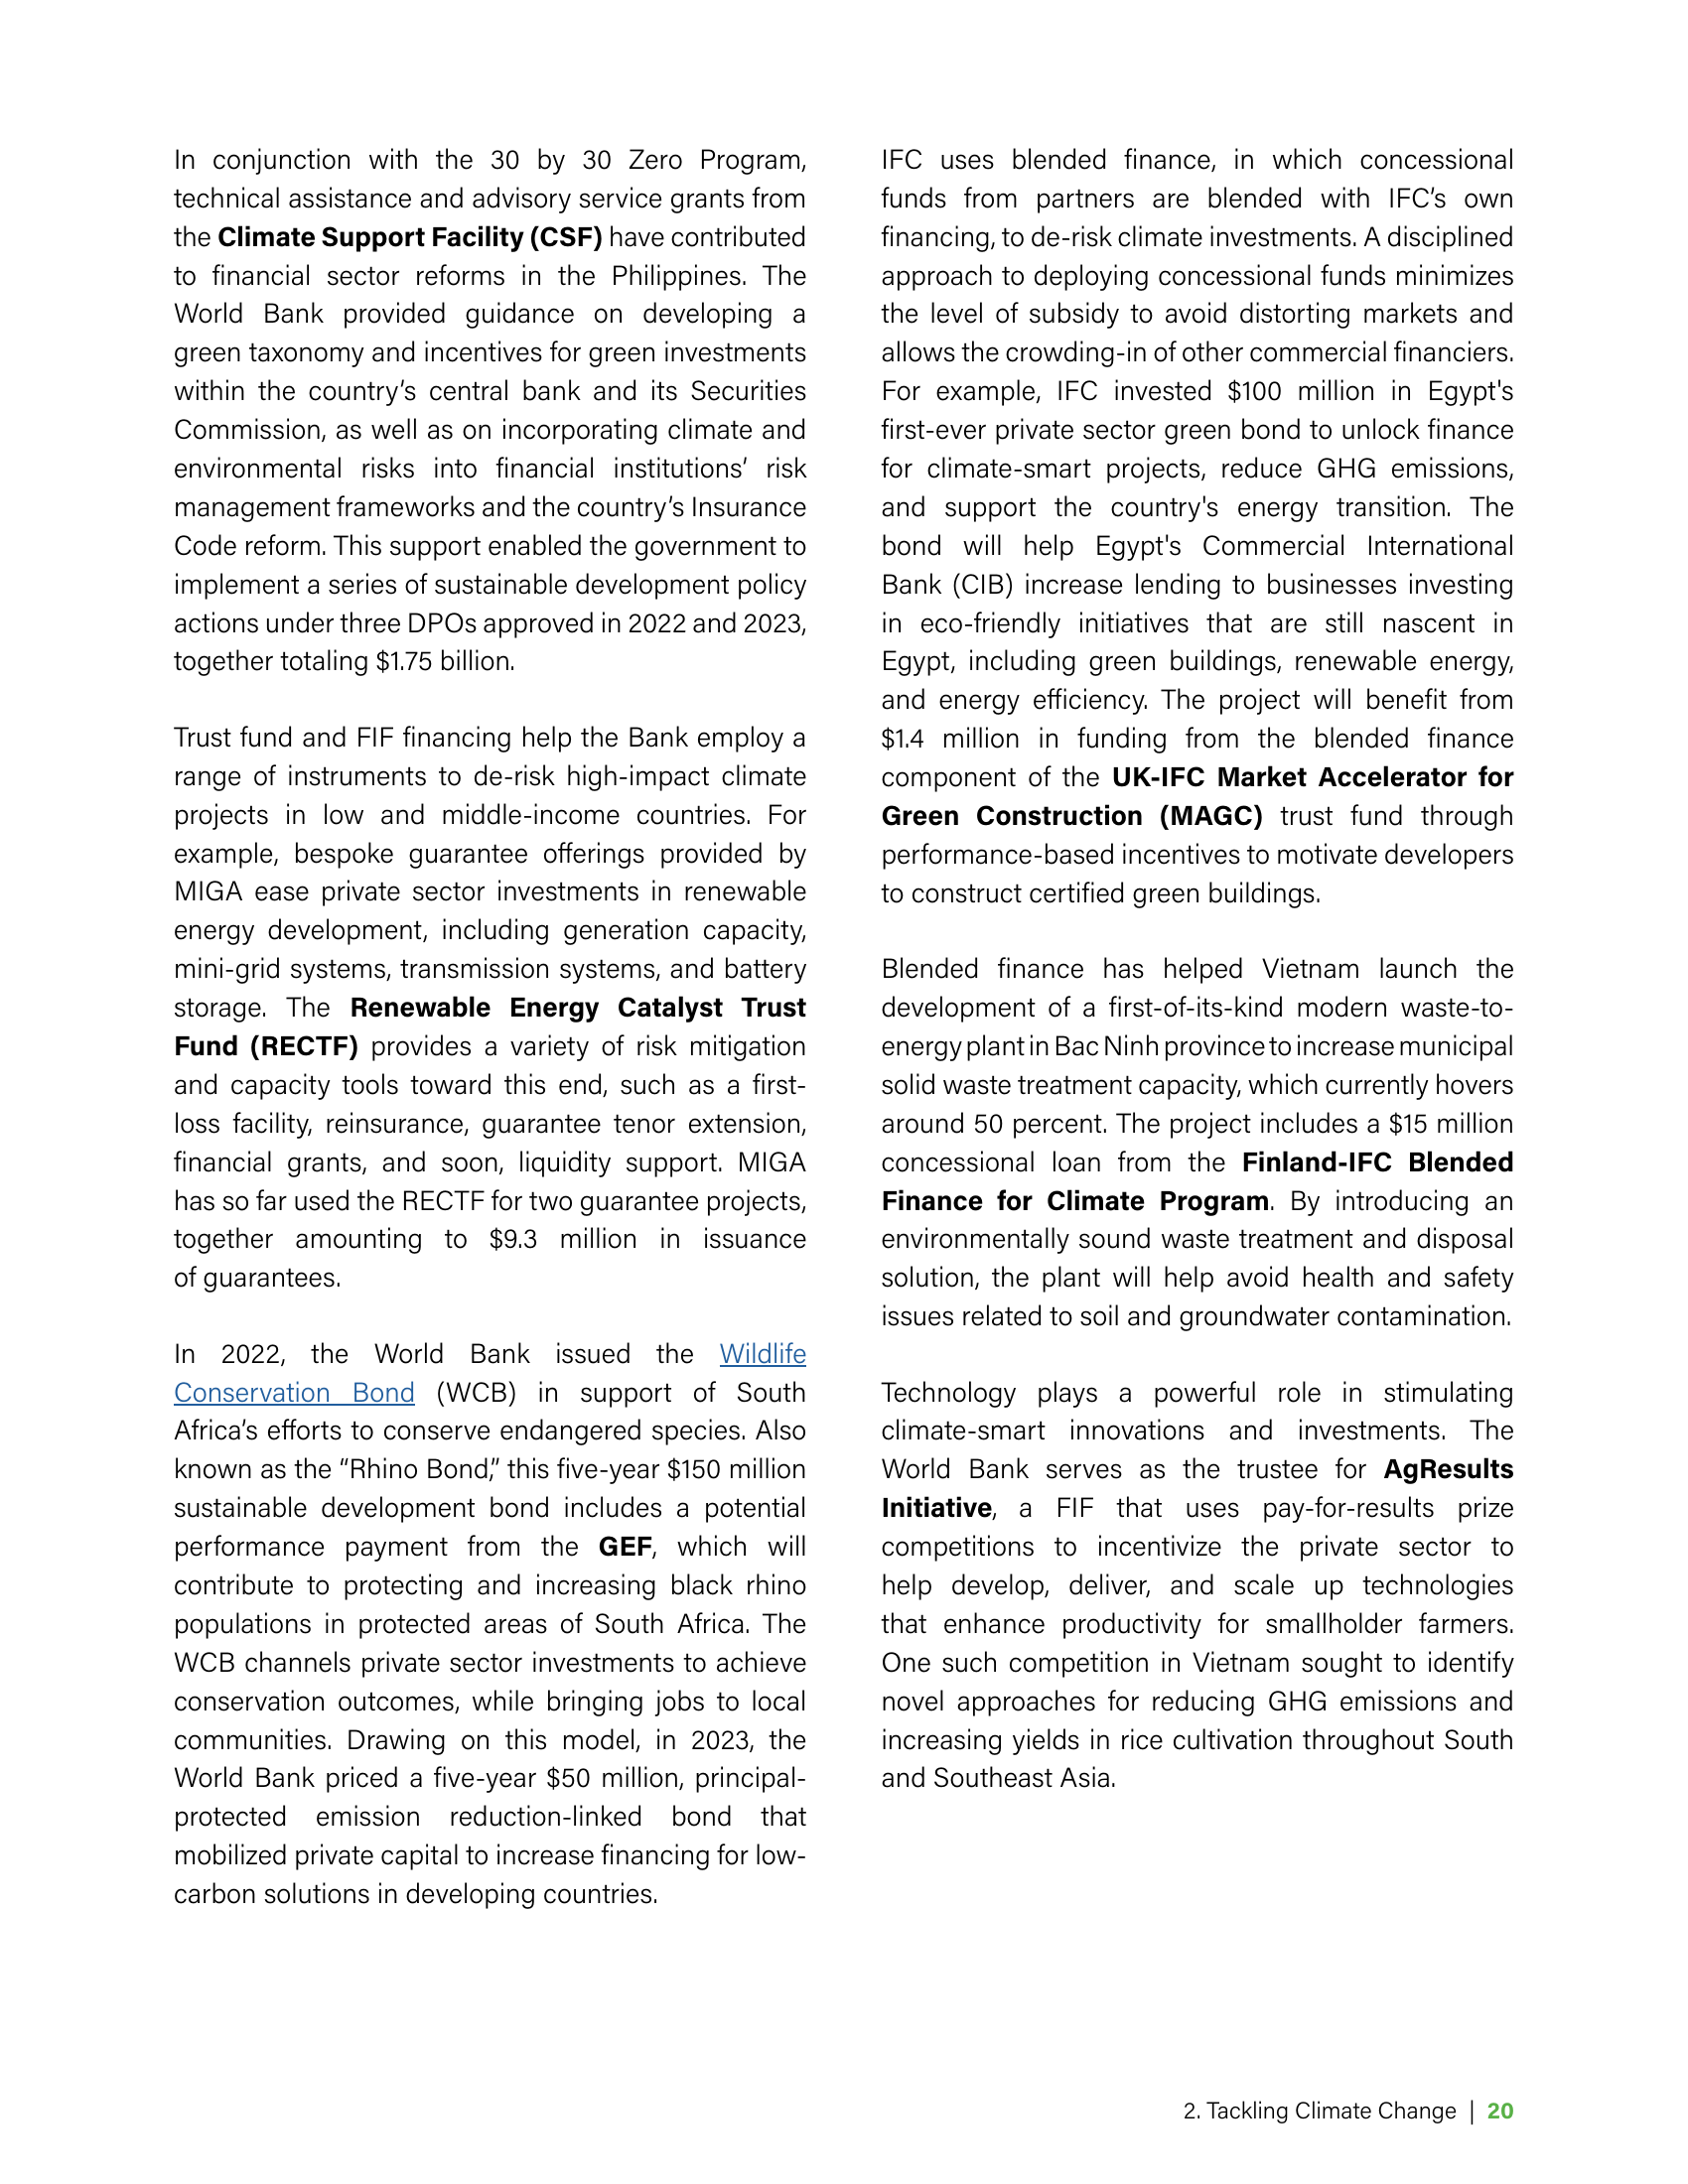 In conjunction with the 30 by 30 Zero Program,
technical assistance and advisory service grants from
the Climate Support Facility (CSF) have contributed
to financial sector reforms in the Philippines. The
World Bank provided guidance on developing a
green taxonomy and incentives for green investments
within the country’s central bank and its Securities
Commission, as well as on incorporating climate and
environmental risks into financial institutions’ risk
management frameworks and the country’s Insurance
Code reform. This support enabled the government to
implement a series of sustainable development policy
actions under three DPOs approved in 2022 and 2023,
together totaling $1.75 billion.
Trust fund and FIF financing help the Bank employ a
range of instruments to de-risk high-impact climate
projects in low and middle-income countries. For
example, bespoke guarantee offerings provided by
MIGA ease private sector investments in renewable
energy development, including generation capacity,
mini-grid systems, transmission systems, and battery
storage. The Renewable Energy Catalyst Trust
Fund (RECTF) provides a variety of risk mitigation
and capacity tools toward this end, such as a first-
loss facility, reinsurance, guarantee tenor extension,
financial grants, and soon, liquidity support. MIGA
has so far used the RECTF for two guarantee projects,
together amounting to $9.3 million in issuance
of guarantees.
In 2022, the World Bank issued the Wildlife
Conservation Bond (WCB) in support of South
Africa’s efforts to conserve endangered species. Also
known as the “Rhino Bond,” this five-year $150 million
sustainable development bond includes a potential
performance payment from the GEF, which will
contribute to protecting and increasing black rhino
populations in protected areas of South Africa. The
WCB channels private sector investments to achieve
conservation outcomes, while bringing jobs to local
communities. Drawing on this model, in 2023, the
World Bank priced a five-year $50 million, principal-
protected emission reduction-linked bond that
mobilized private capital to increase financing for low-
carbon solutions in developing countries.
IFC uses blended finance, in which concessional
funds from partners are blended with IFC’s own
financing, to de-risk climate investments. A disciplined
approach to deploying concessional funds minimizes
the level of subsidy to avoid distorting markets and
allows the crowding-in of other commercial financiers.
For example, IFC invested $100 million in Egypt's
first-ever private sector green bond to unlock finance
for climate-smart projects, reduce GHG emissions,
and support the country's energy transition. The
bond will help Egypt's Commercial International
Bank (CIB) increase lending to businesses investing
in eco-friendly initiatives that are still nascent in
Egypt, including green buildings, renewable energy,
and energy efficiency. The project will benefit from
$1.4 million in funding from the blended finance
component of the UK-IFC Market Accelerator for
Green Construction (MAGC) trust fund through
performance-based incentives to motivate developers
to construct certified green buildings.
Blended finance has helped Vietnam launch the
development of a first-of-its-kind modern waste-to-
energy plant in Bac Ninh province to increase municipal
solid waste treatment capacity, which currently hovers
around 50 percent. The project includes a $15 million
concessional loan from the Finland-IFC Blended
Finance for Climate Program. By introducing an
environmentally sound waste treatment and disposal
solution, the plant will help avoid health and safety
issues related to soil and groundwater contamination.
Technology plays a powerful role in stimulating
climate-smart innovations and investments. The
World Bank serves as the trustee for AgResults
Initiative, a FIF that uses pay-for-results prize
competitions to incentivize the private sector to
help develop, deliver, and scale up technologies
that enhance productivity for smallholder farmers.
One such competition in Vietnam sought to identify
novel approaches for reducing GHG emissions and
increasing yields in rice cultivation throughout South
and Southeast Asia.
2. Tackling Climate Change | 20